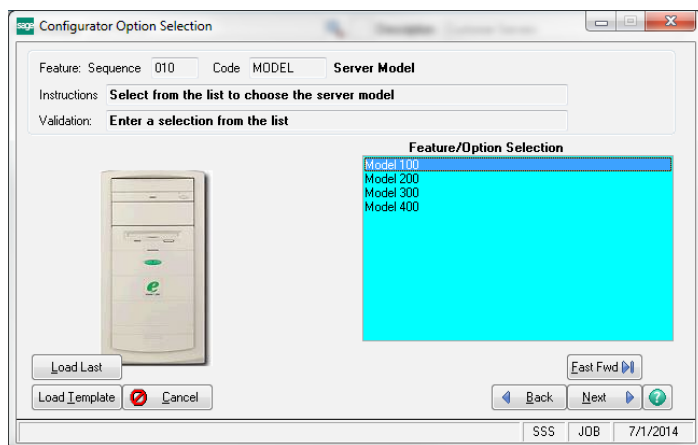 sage Configurator Option Selection
Feature: Sequence 010 Code MODEL Server Model
Instructions Select from the list to choose the server model
Validation: Enter a selection from the list
Feature/Option Selection
Model 100
Model 200
Model 300
Model 400
e
Load Last
Fast Fwd
Load Template Cancel
Back Next ?
SSS JOB 7/1/2014